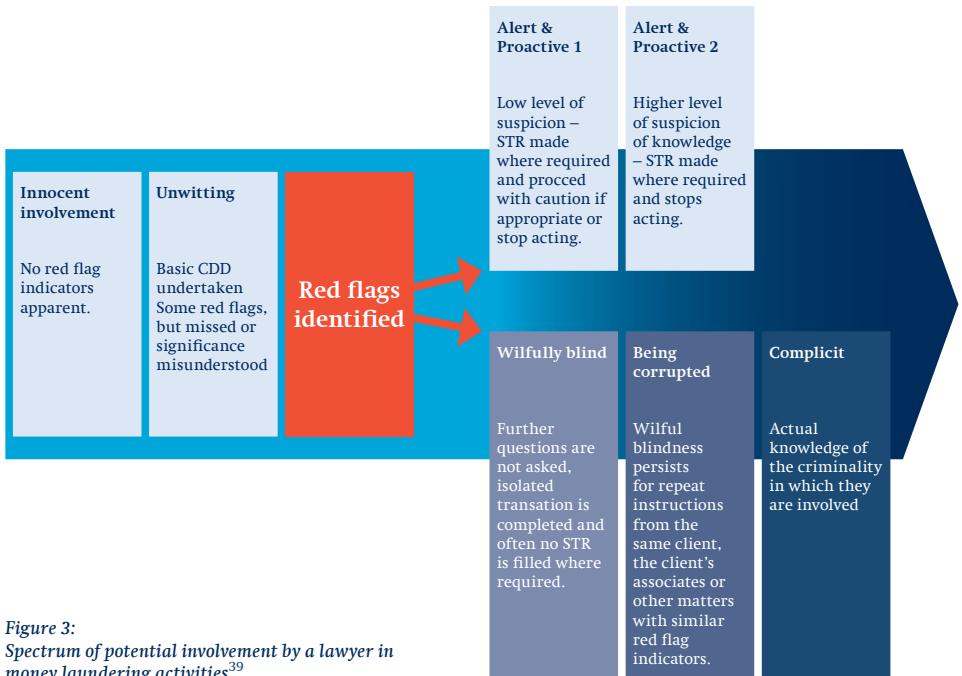 Innocent
involvement
No red flag
indicators
apparent.
Unwitting
Basic CDD
undertaken
Some red flags,
but missed or
significance
misunderstood
Red flags
identified
Alert &
Proactive 1
Low level of
suspicion –
STR made
where required
and procced
with caution if
appropriate or
stop acting.
Alert &
Proactive 2
Higher level
of suspicion
of knowledge
– STR made
where required
and stops
acting.
Wilfully blind
Further
questions are
not asked,
isolated
transation is
completed and
often no STR
is filled where
required.
Being
corrupted
Wilful
blindness
persists
for repeat
instructions
from the
same client,
the client’s
associates or
other matters
with similar
red flag
indicators.
Complicit
Actual
knowledge of
the criminality
in which they
are involved
Figure 3:
Spectrum of potential involvement by a lawyer in
money laundering activities39